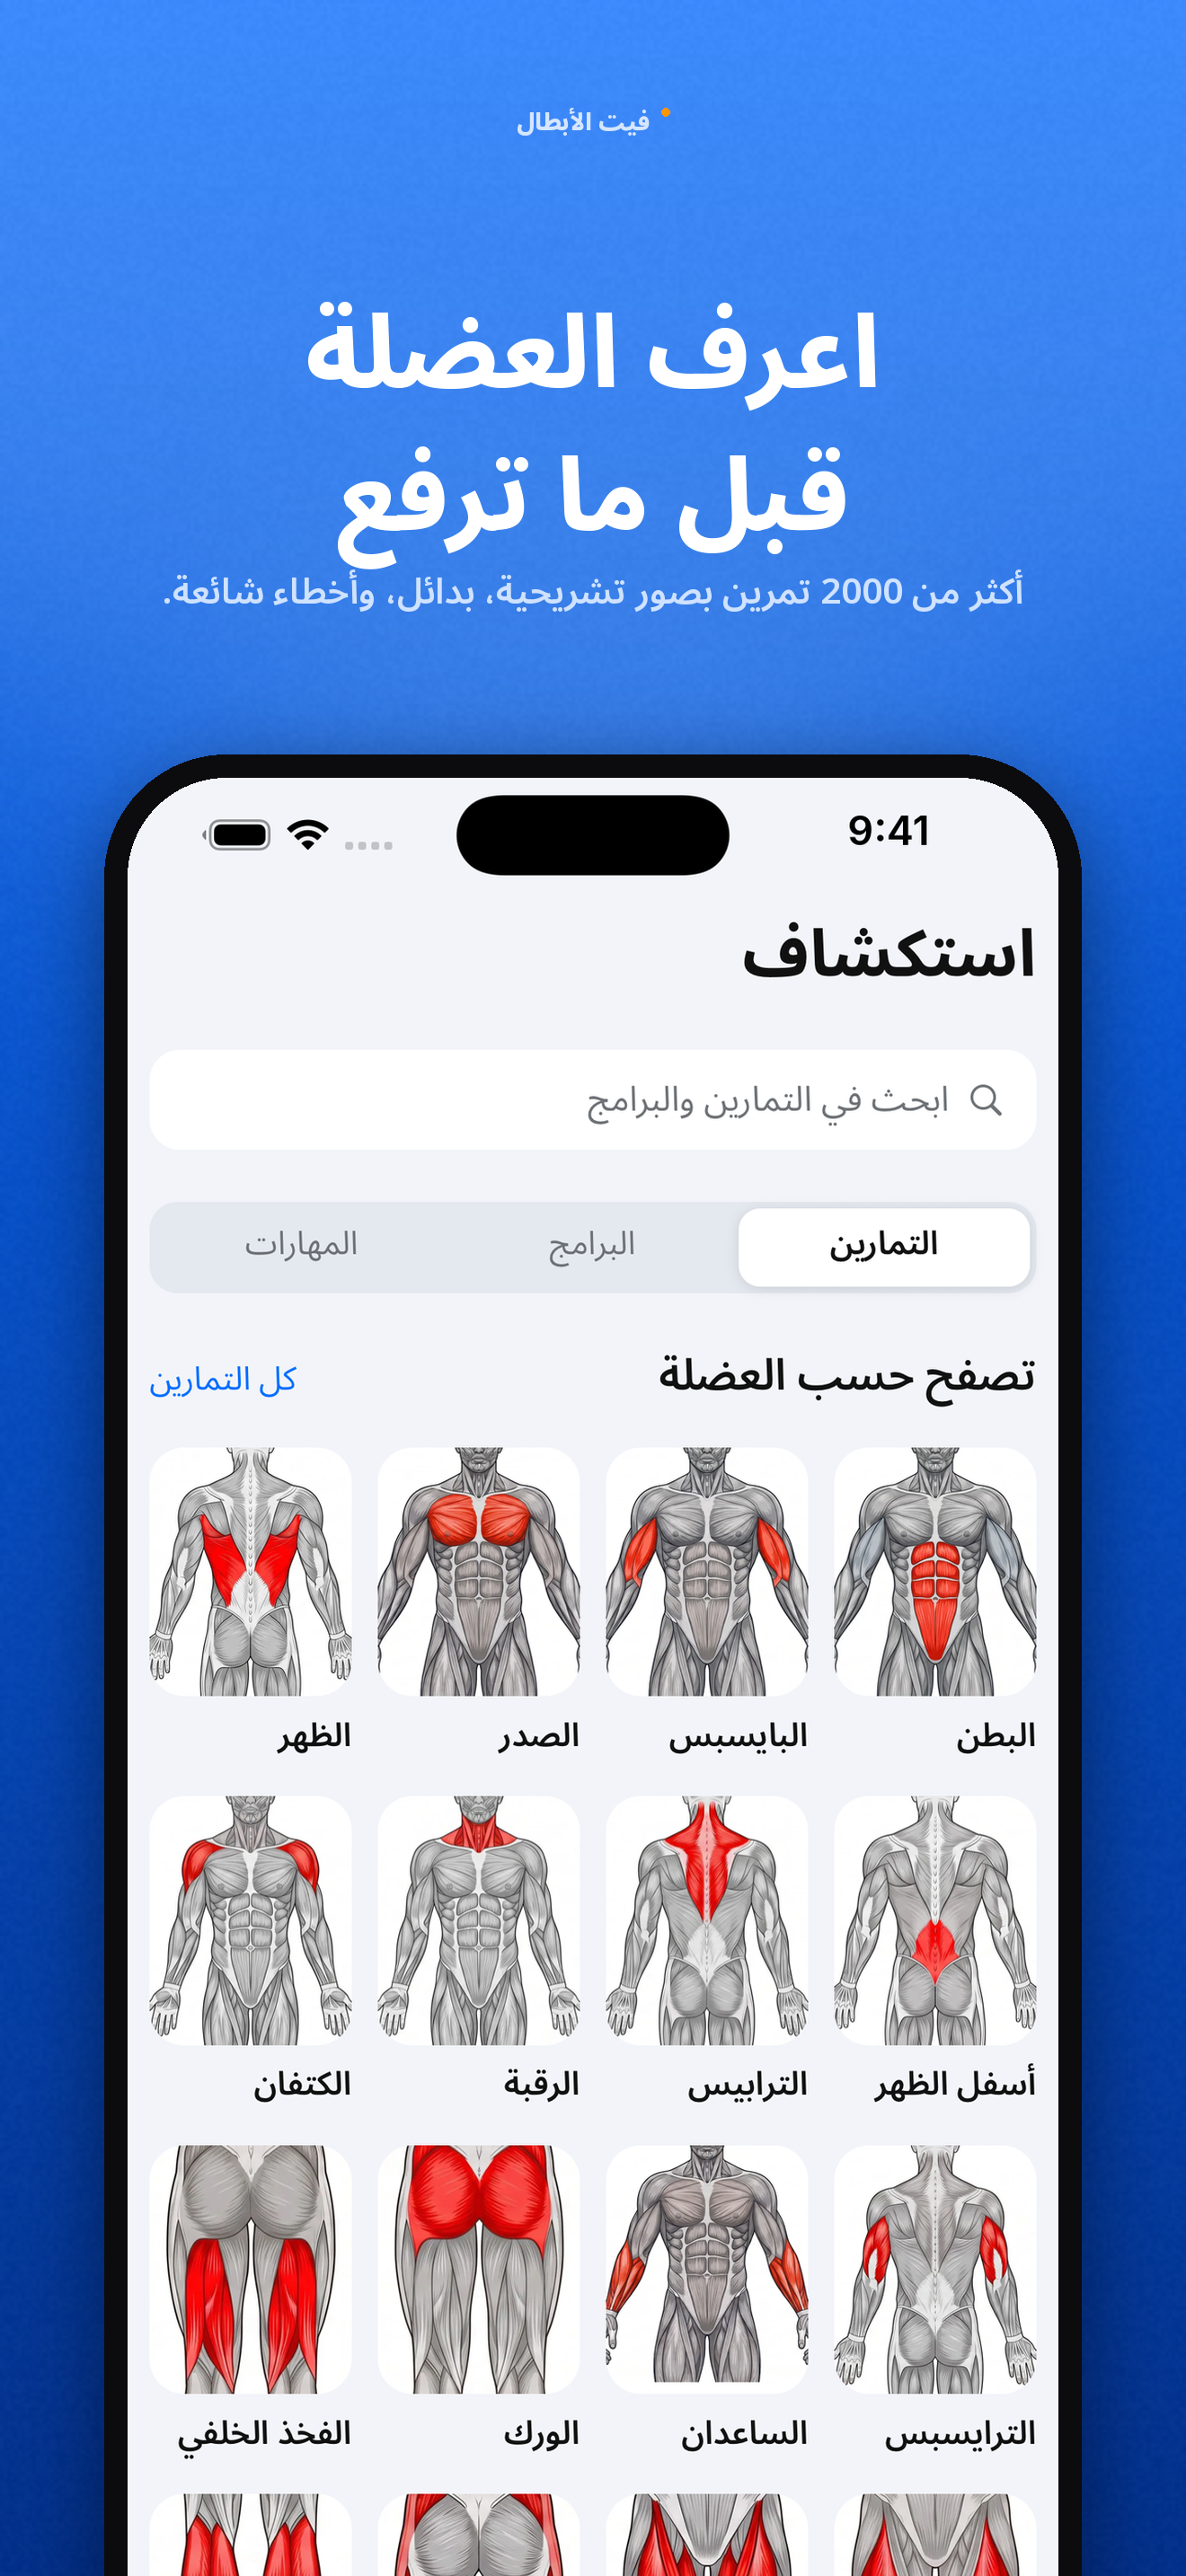 فيت الأبطال
اعرف العضلة
قبل ما ترفع
أكثر من 2000 تمرين بصور تشريحية، بدائل، وأخطاء شائعة.
9:41
استكشاف
ابحث في التمارين والبرامج
التمارين البرامج المهارات
تصفح حسب العضلة كل التمارين
البطن البايسبس الصدر الظهر
أسفل الظهر الترابيس الرقبة الكتفان
الترايسبس الساعدان الورك الفخذ الخلفي